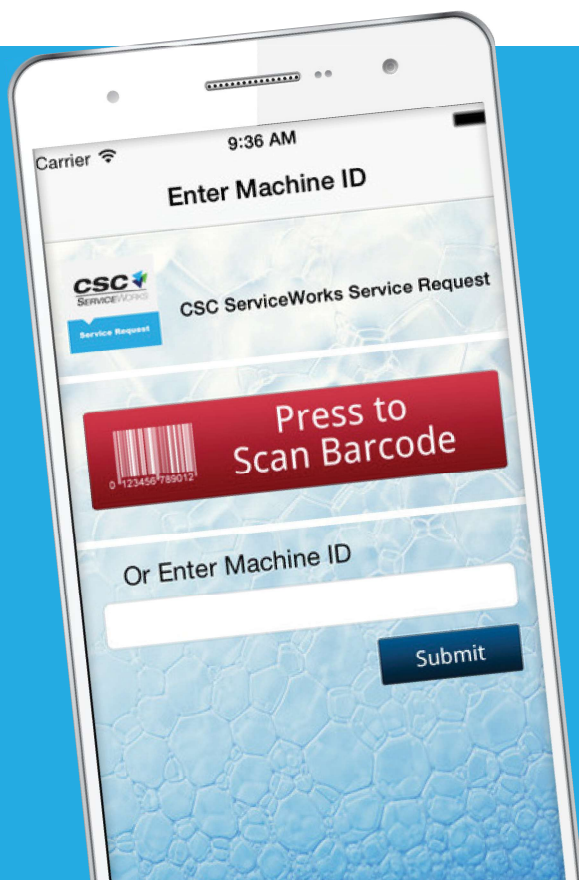 Carrier
9:36 AM
Enter Machine ID
CSC
SERVICEWORKS
Service Request
CSC ServiceWorks Service Request
Press to
Scan Barcode
0 123456 789012
Or Enter Machine ID
Submit